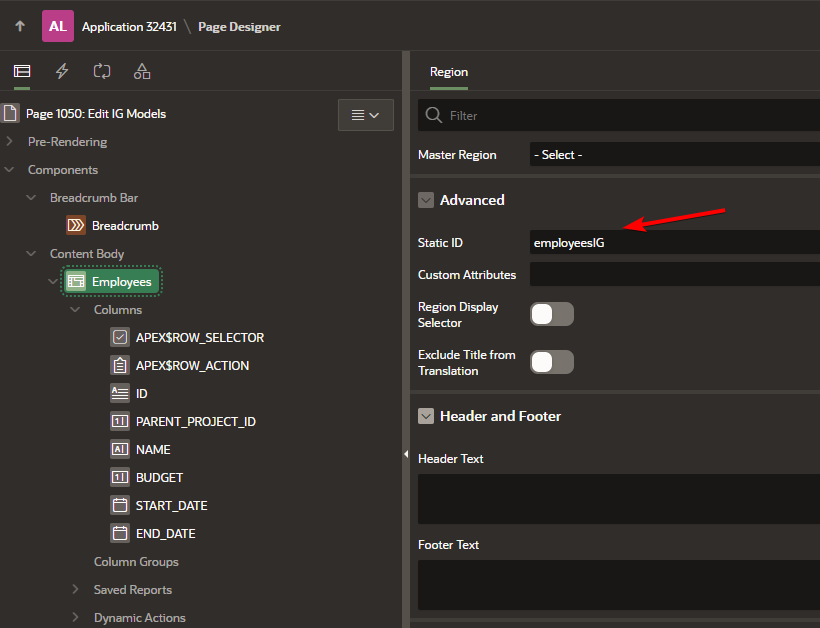 AL Application 32431 \ Page Designer
Page 1050: Edit IG Models
Pre-Rendering
Components
Breadcrumb Bar
Breadcrumb
Content Body
Employees
Columns
APEX$ROW_SELECTOR
APEX$ROW_ACTION
ID
PARENT_PROJECT_ID
NAME
BUDGET
START_DATE
END_DATE
Column Groups
Saved Reports
Dynamic Actions
Region
Filter
Master Region - Select -
Advanced
Static ID employeesIG
Custom Attributes
Region Display
Selector
Exclude Title from
Translation
Header and Footer
Header Text
Footer Text